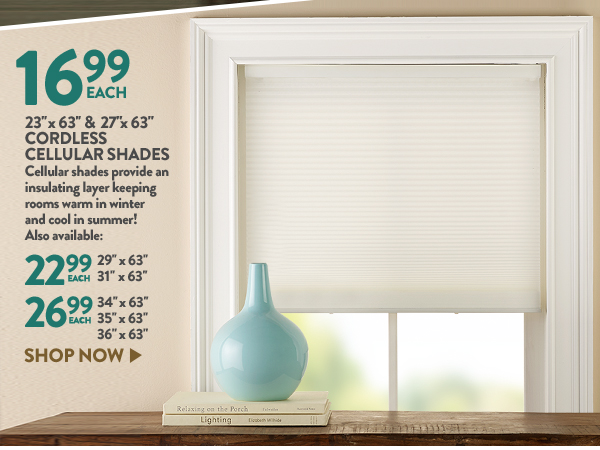 16.99 EACH
23" x 63" & 27"x 63"
CORDLESS
CELLULAR SHADES
Cellular shades provide an
insulating layer keeping
rooms warm in winter
and cool in summer!
Also available:
22.99 EACH 29" x 63"
31" x 63"
26.99 EACH 34" x 63"
35" x 63"
36" x 63"
SHOP NOW ▶
Relaxing on the Porch
Lighting